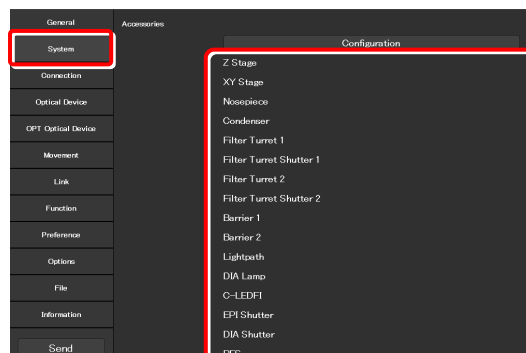 General
System
Connection
Optical Device
OPT Optical Device
Movement
Link
Function
Preference
Options
File
Information
Send
Accessories
Configuration
Z Stage
XY Stage
Nosepiece
Condenser
Filter Turret 1
Filter Turret Shutter 1
Filter Turret 2
Filter Turret Shutter 2
Barrier 1
Barrier 2
Lightpath
DIA Lamp
C-LEDFI
EPI Shutter
DIA Shutter